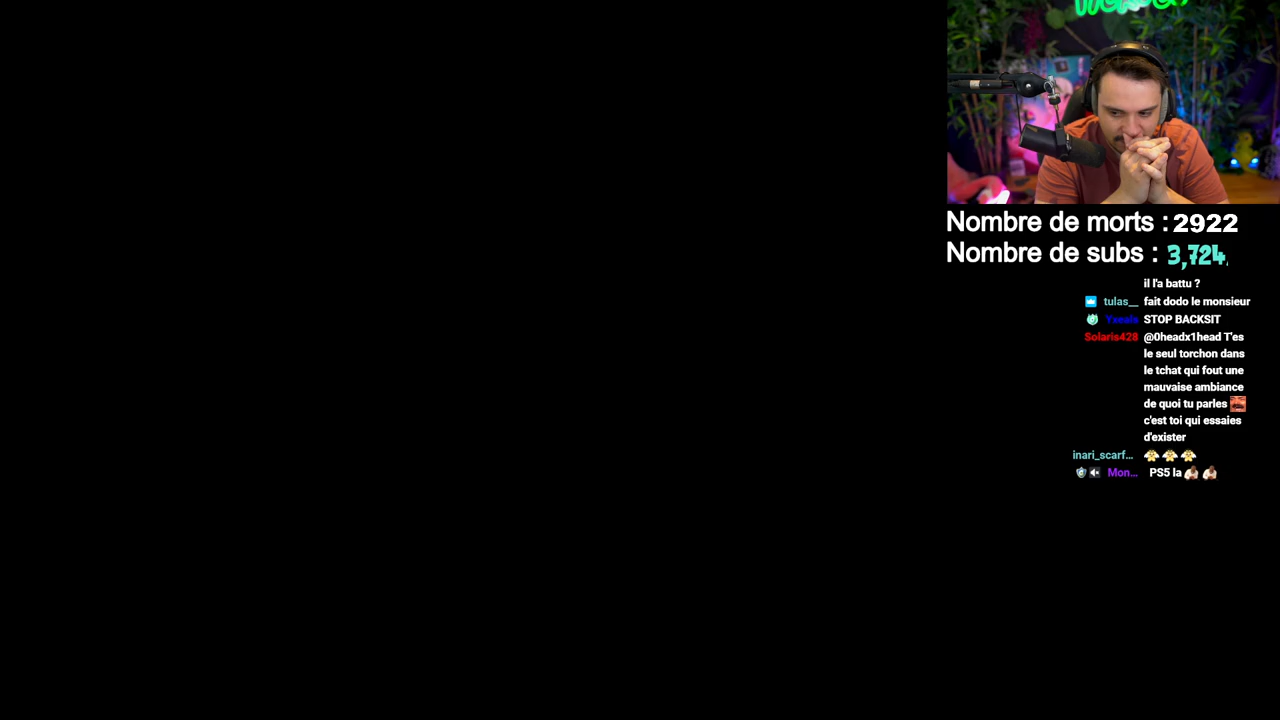 Nombre de morts : 2922
Nombre de subs : 3,724
il l'a battu ?
tulas__ fait dodo le monsieur
STOP BACKSIT
Solaris428 @0headx1head T'es
le seul torchon dans
le tchat qui fout une
mauvaise ambiance
de quoi tu parles
c'est toi qui essaies
d'exister
inari_scarf...
Mon... PS5 la